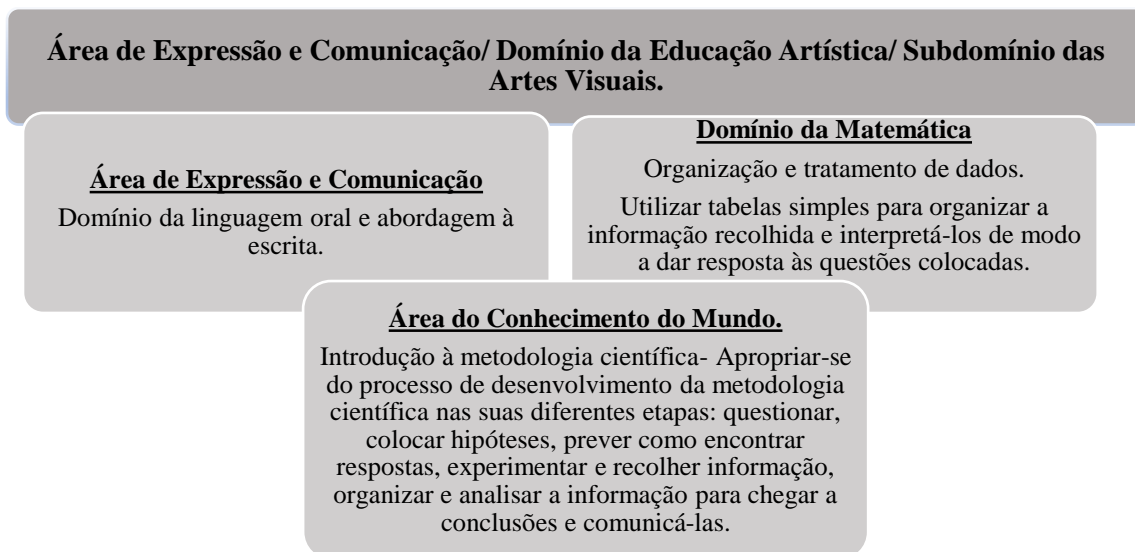 Área de Expressão e Comunicação/ Domínio da Educação Artística/ Subdomínio das
Artes Visuais.
Área de Expressão e Comunicação
Domínio da linguagem oral e abordagem à
escrita.
Domínio da Matemática
Organização e tratamento de dados.
Utilizar tabelas simples para organizar a
informação recolhida e interpretá-los de modo
a dar resposta às questões colocadas.
Área do Conhecimento do Mundo.
Introdução à metodologia científica- Apropriar-se
do processo de desenvolvimento da metodologia
científica nas suas diferentes etapas: questionar,
colocar hipóteses, prever como encontrar
respostas, experimentar e recolher informação,
organizar e analisar a informação para chegar a
conclusões e comunicá-las.